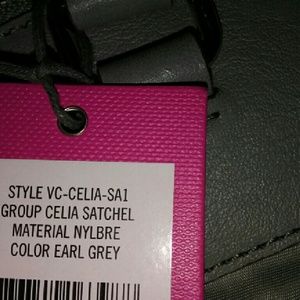 STYLE VC-CELIA-SA1
GROUP CELIA SATCHEL
MATERIAL NYLBRE
COLOR EARL GREY